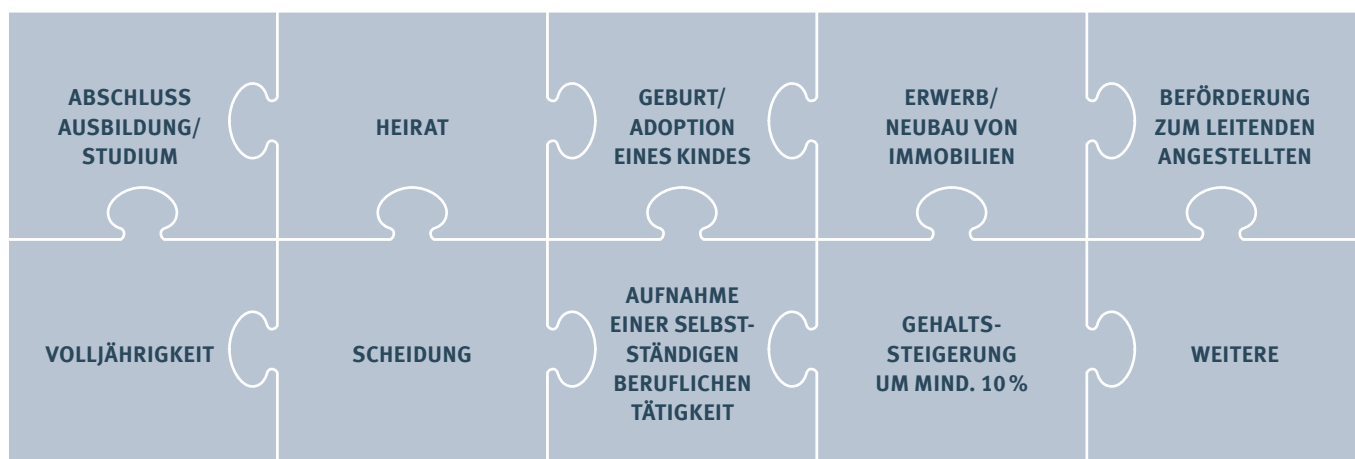 ABSCHLUSS
AUSBILDUNG/
STUDIUM
HEIRAT
GEBURT/
ADOPTION
EINES KINDES
ERWERB/
NEUBAU VON
IMMOBILIEN
BEFÖRDERUNG
ZUM LEITENDEN
ANGESTELLTEN
VOLLJÄHRIGKEIT
SCHEIDUNG
AUFNAHME
EINER SELBST-
STÄNDIGEN
BERUFLICHEN
TÄTIGKEIT
GEHALTS-
STEIGERUNG
UM MIND. 10 %
WEITERE